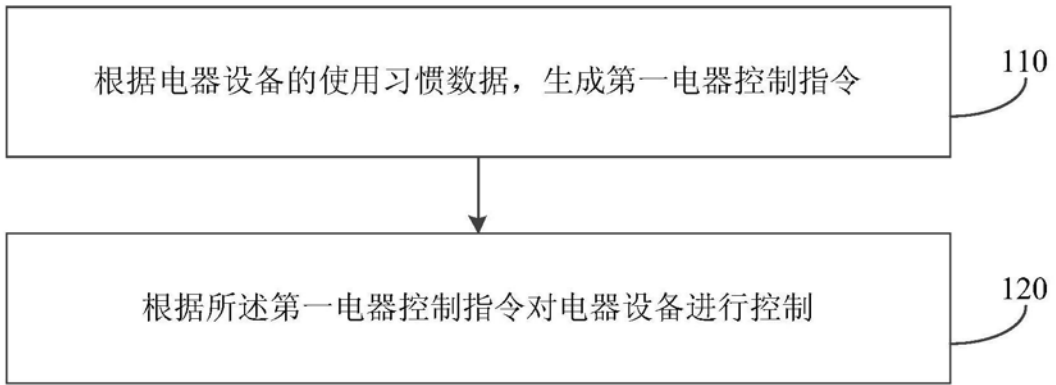 根据电器设备的使用习惯数据，生成第一电器控制指令
110
根据所述第一电器控制指令对电器设备进行控制
120